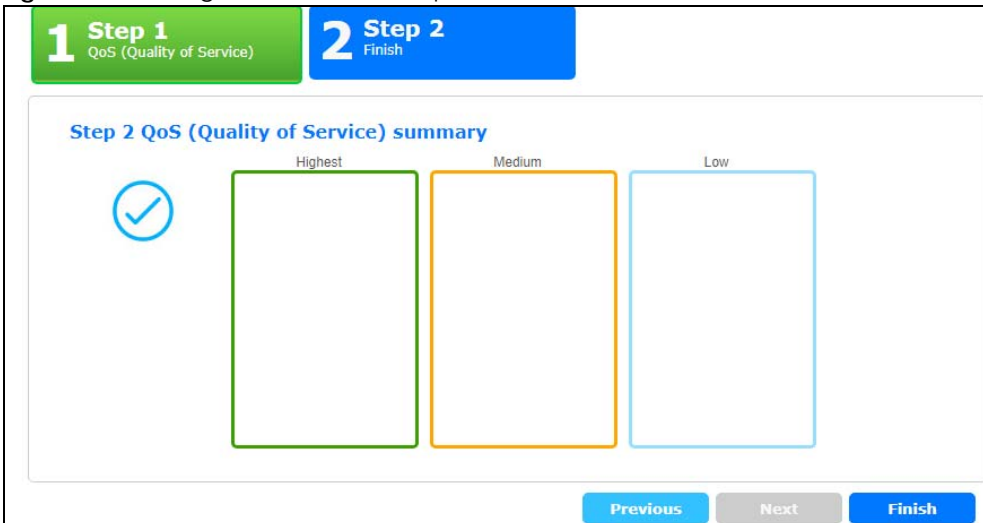 1 Step 1
QoS (Quality of Service)
2 Step 2
Finish
Step 2 QoS (Quality of Service) summary
Highest Medium Low
Previous Next Finish